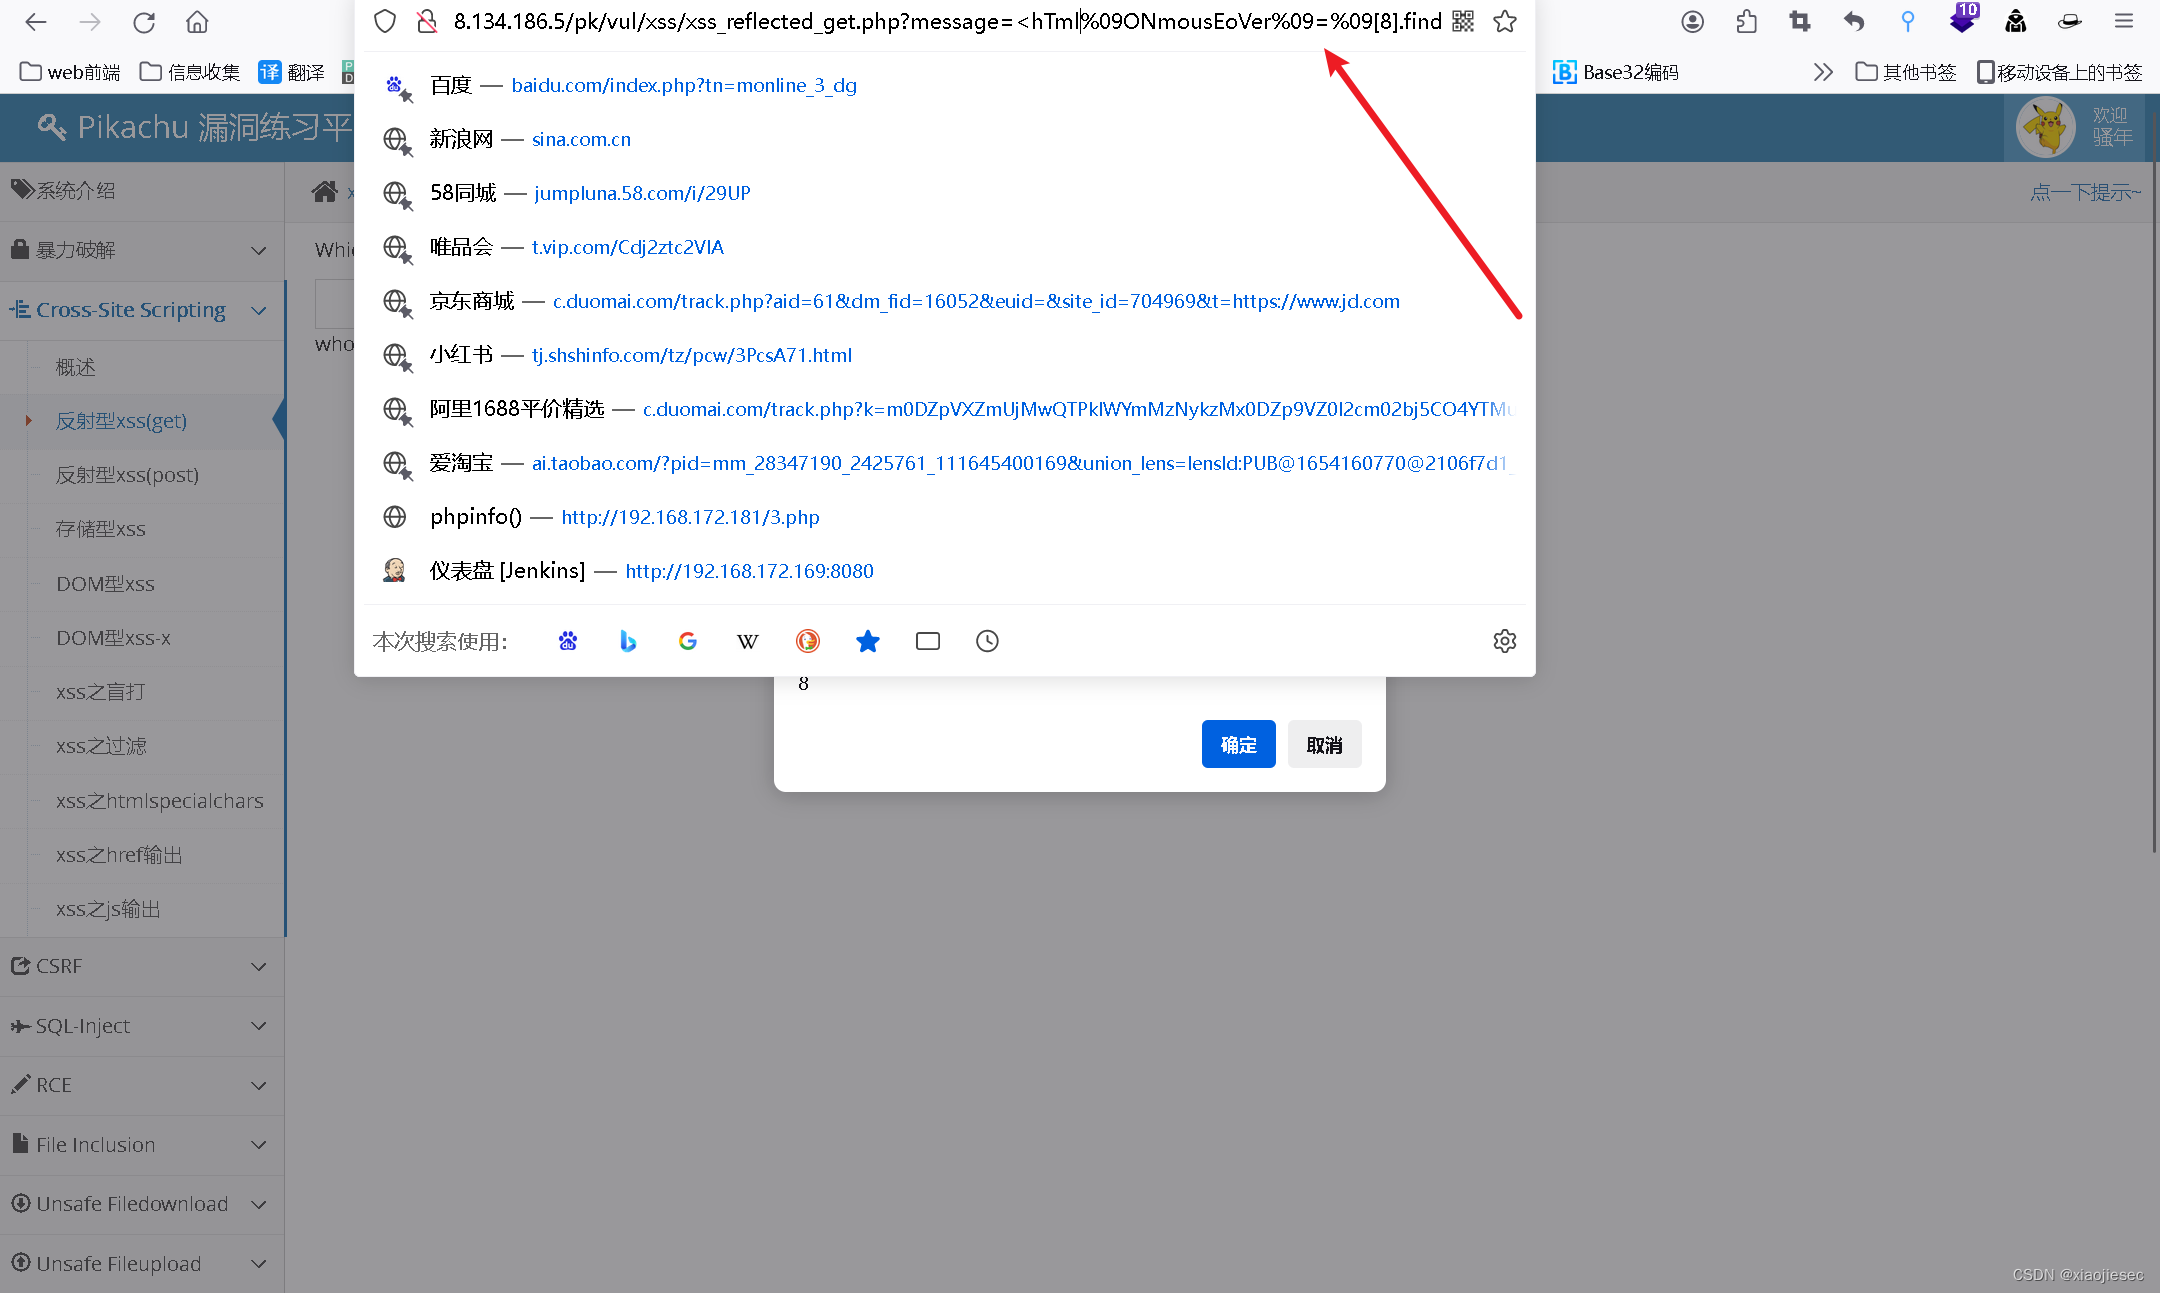 8.134.186.5/pk/vul/xss/xss_reflected_get.php?message=<hTml%09ONmousEoVer%09=%09[8].find
10
web前端
信息收集
译 翻译
Base32编码
其他书签
移动设备上的书签
Pikachu 漏洞练习平
欢迎
骚年
百度 — baidu.com/index.php?tn=monline_3_dg
新浪网 — sina.com.cn
58同城 — jumpluna.58.com/i/29UP
唯品会 — t.vip.com/Cdj2ztc2VIA
京东商城 — c.duomai.com/track.php?aid=61&dm_fid=16052&euid=&site_id=704969&t=https://www.jd.com
小红书 — tj.shshinfo.com/tz/pcw/3PcsA71.html
阿里1688平价精选 — c.duomai.com/track.php?k=m0DZpVXZmUjMwQTPklWYmMzNykzMx0DZp9VZ0l2cm02bj5CO4YTMu
爱淘宝 — ai.taobao.com/?pid=mm_28347190_2425761_111645400169&union_lens=lensId:PUB@1654160770@2106f7d1_
phpinfo() — http://192.168.172.181/3.php
仪表盘 [Jenkins] — http://192.168.172.169:8080
本次搜索使用:
系统介绍
点一下提示~
暴力破解
Whi
Cross-Site Scripting
who
概述
反射型xss(get)
反射型xss(post)
存储型xss
DOM型xss
DOM型xss-x
xss之盲打
xss之过滤
xss之htmlspecialchars
xss之href输出
xss之js输出
CSRF
SQL-Inject
RCE
File Inclusion
Unsafe Filedownload
Unsafe Fileupload
8
确定
取消
CSDN @xiaojiesec